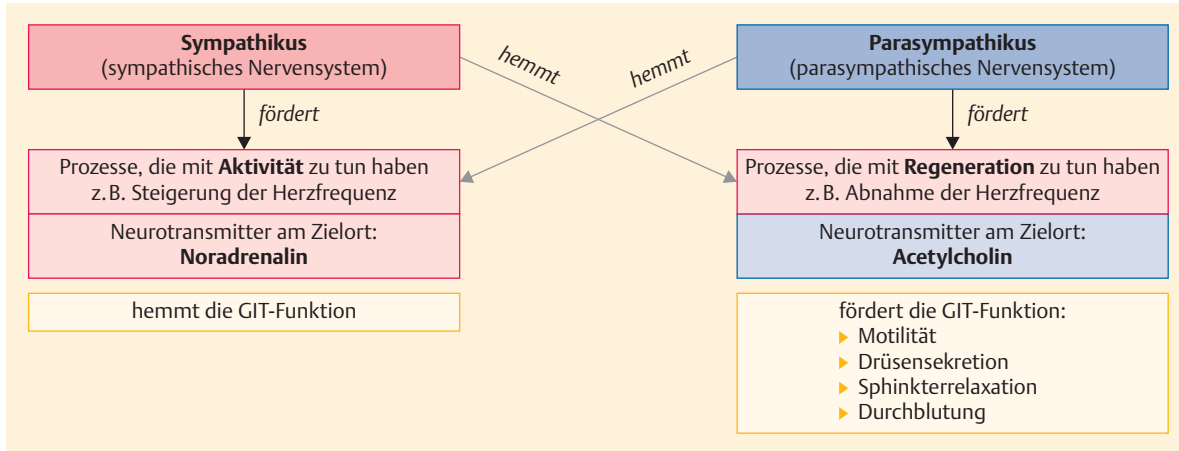 Sympathikus
(sympathisches Nervensystem)
hemmt
hemmt
Parasympathikus
(parasympathisches Nervensystem)
fördert
fördert
Prozesse, die mit Aktivität zu tun haben
z. B. Steigerung der Herzfrequenz
Neurotransmitter am Zielort:
Noradrenalin
Prozesse, die mit Regeneration zu tun haben
z. B. Abnahme der Herzfrequenz
Neurotransmitter am Zielort:
Acetylcholin
hemmt die GIT-Funktion
fördert die GIT-Funktion:
Motilität
Drüsensekretion
Sphinkterrelaxation
Durchblutung